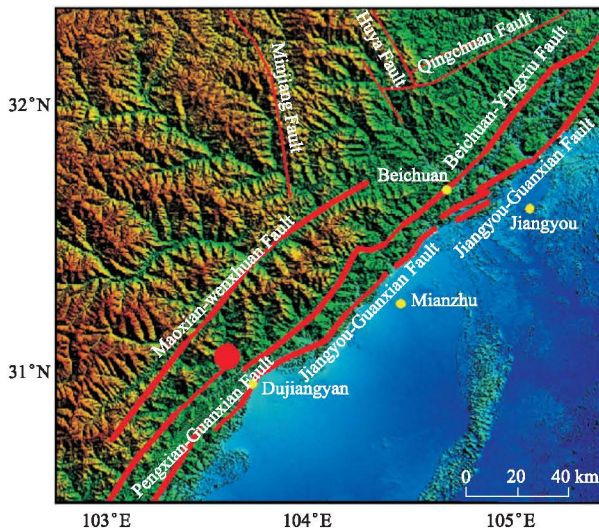 Huya Fault
Qingchuan Fault
Minjiang Fault
32°N
Beichuan-Yingxiu Fault
Beichuan
Jiangyou-Guanxian Fault
Jiangyou
Maoxian-wenxhuan Fault
Mianzhu
Jiangyou-Guanxian Fault
31°N
Dujiangyan
Pengxian-Guanxian Fault
0 20 40 km
103°E 104°E 105°E